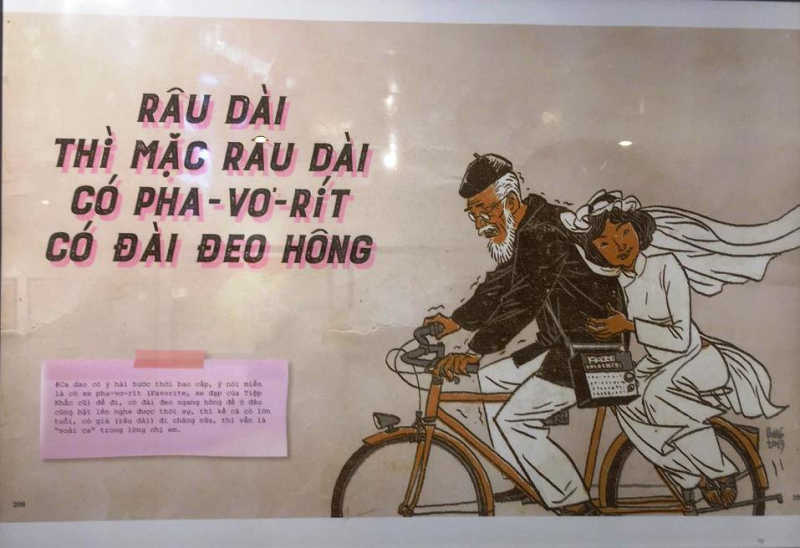 RÂU DÀI
THÌ MẶC RÂU DÀI
CÓ PHA-VƠ-RÍT
CÓ ĐÀI ĐEO HÔNG
#Ca dao có ý hài hước thời bao cấp, ý nói miễn
là có xe pha-vo-rít (Favorite, xe đạp của Tiệp
Khắc cũ) để đi, có đài đeo ngang hông để ở đâu
cũng bật lên nghe được thời sự, thì kể cả có lớn
tuổi, có già (râu dài) đi chăng nữa, thì vẫn là
"soái ca" trong lòng chị em.
2019
206